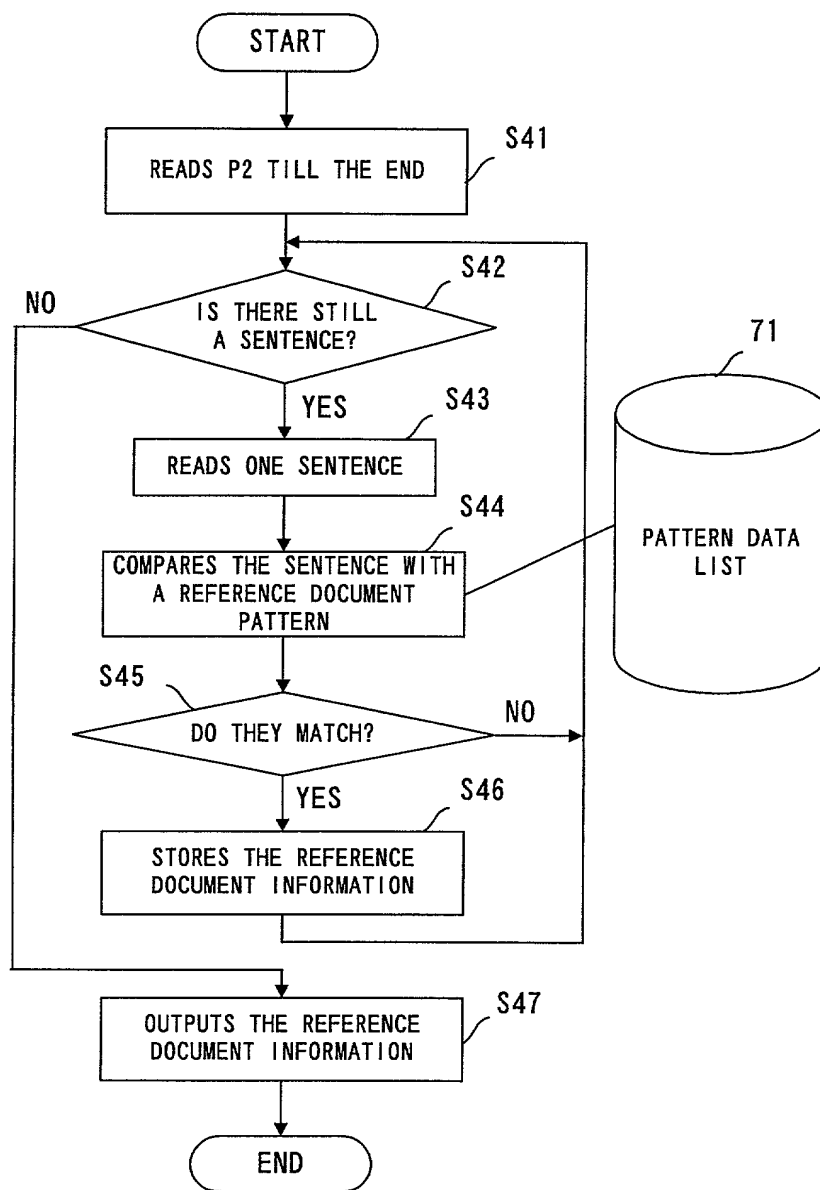 START
S41
READS P2 TILL THE END
S42
NO
IS THERE STILL
A SENTENCE?
71
YES
S43
READS ONE SENTENCE
S44
COMPARES THE SENTENCE WITH
A REFERENCE DOCUMENT
PATTERN
PATTERN DATA
LIST
S45
DO THEY MATCH?
NO
YES
S46
STORES THE REFERENCE
DOCUMENT INFORMATION
S47
OUTPUTS THE REFERENCE
DOCUMENT INFORMATION
END